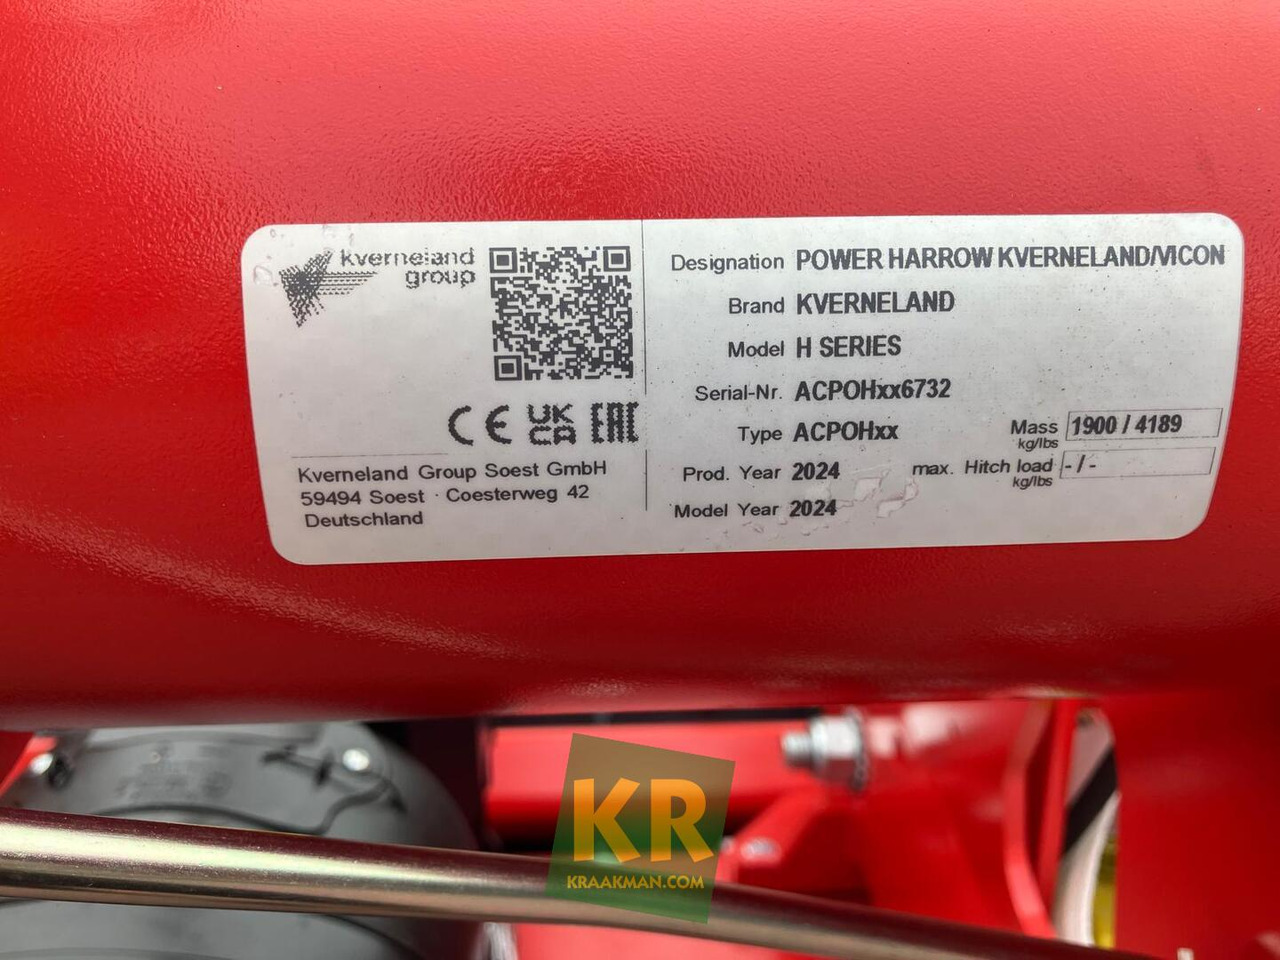 kverneland
group
CE UK CA EAC
Kverneland Group Soest GmbH
59494 Soest · Coesterweg 42
Deutschland
Designation POWER HARROW KVERNELAND/VICON
Brand KVERNELAND
Model H SERIES
Serial-Nr. ACPOHxx6732
Type ACPOHxx Mass kg/lbs 1900 / 4189
Prod. Year 2024 max. Hitch load kg/lbs - / -
Model Year 2024
KR
KRAAKMAN.COM